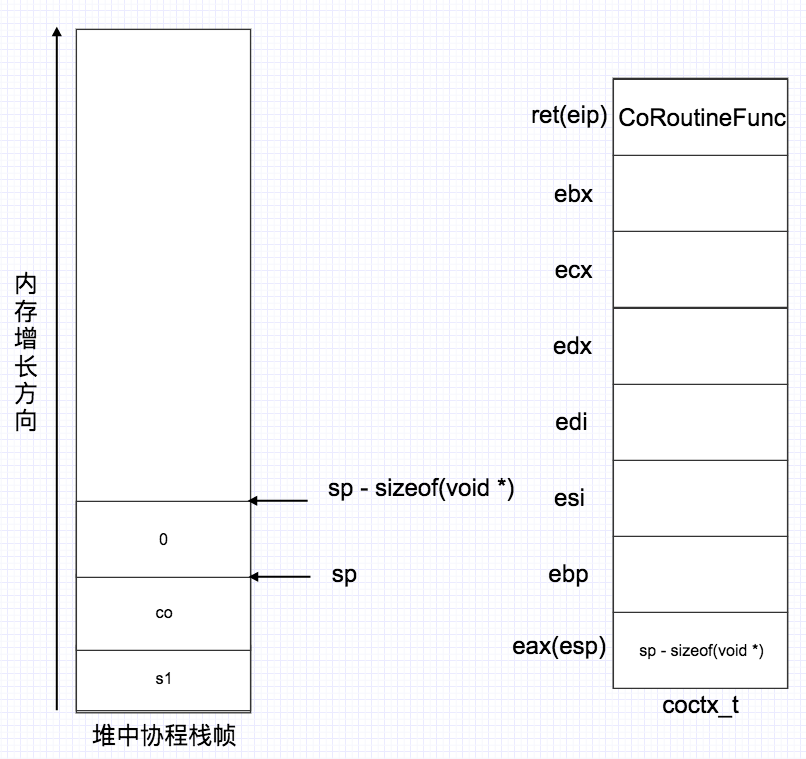 内存增长方向
0
co
s1
堆中协程栈帧
sp - sizeof(void *)
sp
ret(eip) CoRoutineFunc
ebx
ecx
edx
edi
esi
ebp
eax(esp) sp - sizeof(void *)
coctx_t